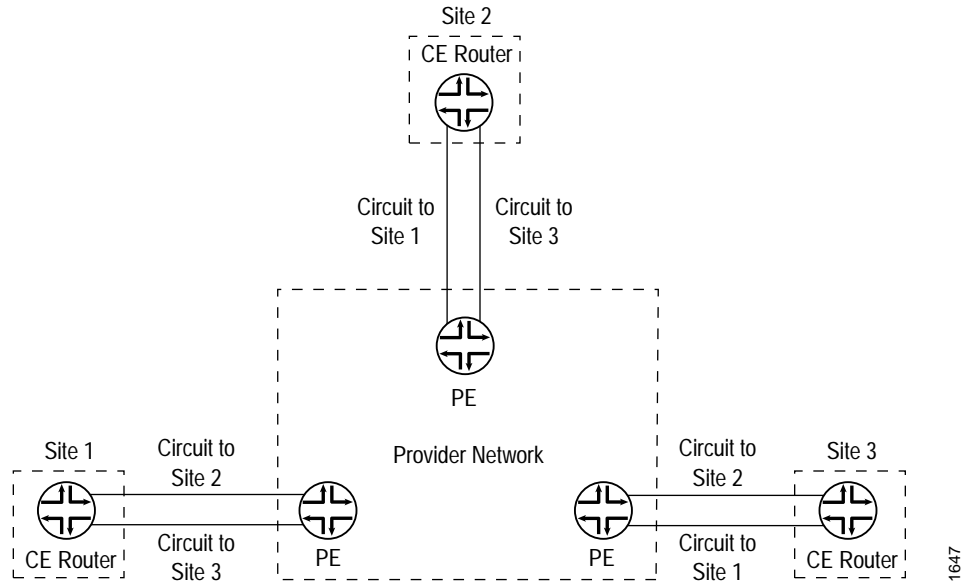 Site 2
CE Router
Circuit to
Site 1
Circuit to
Site 3
PE
Provider Network
Site 1
Circuit to
Site 2
CE Router
Circuit to
Site 3
PE
PE
Circuit to
Site 2
Circuit to
Site 1
Site 3
CE Router
1647